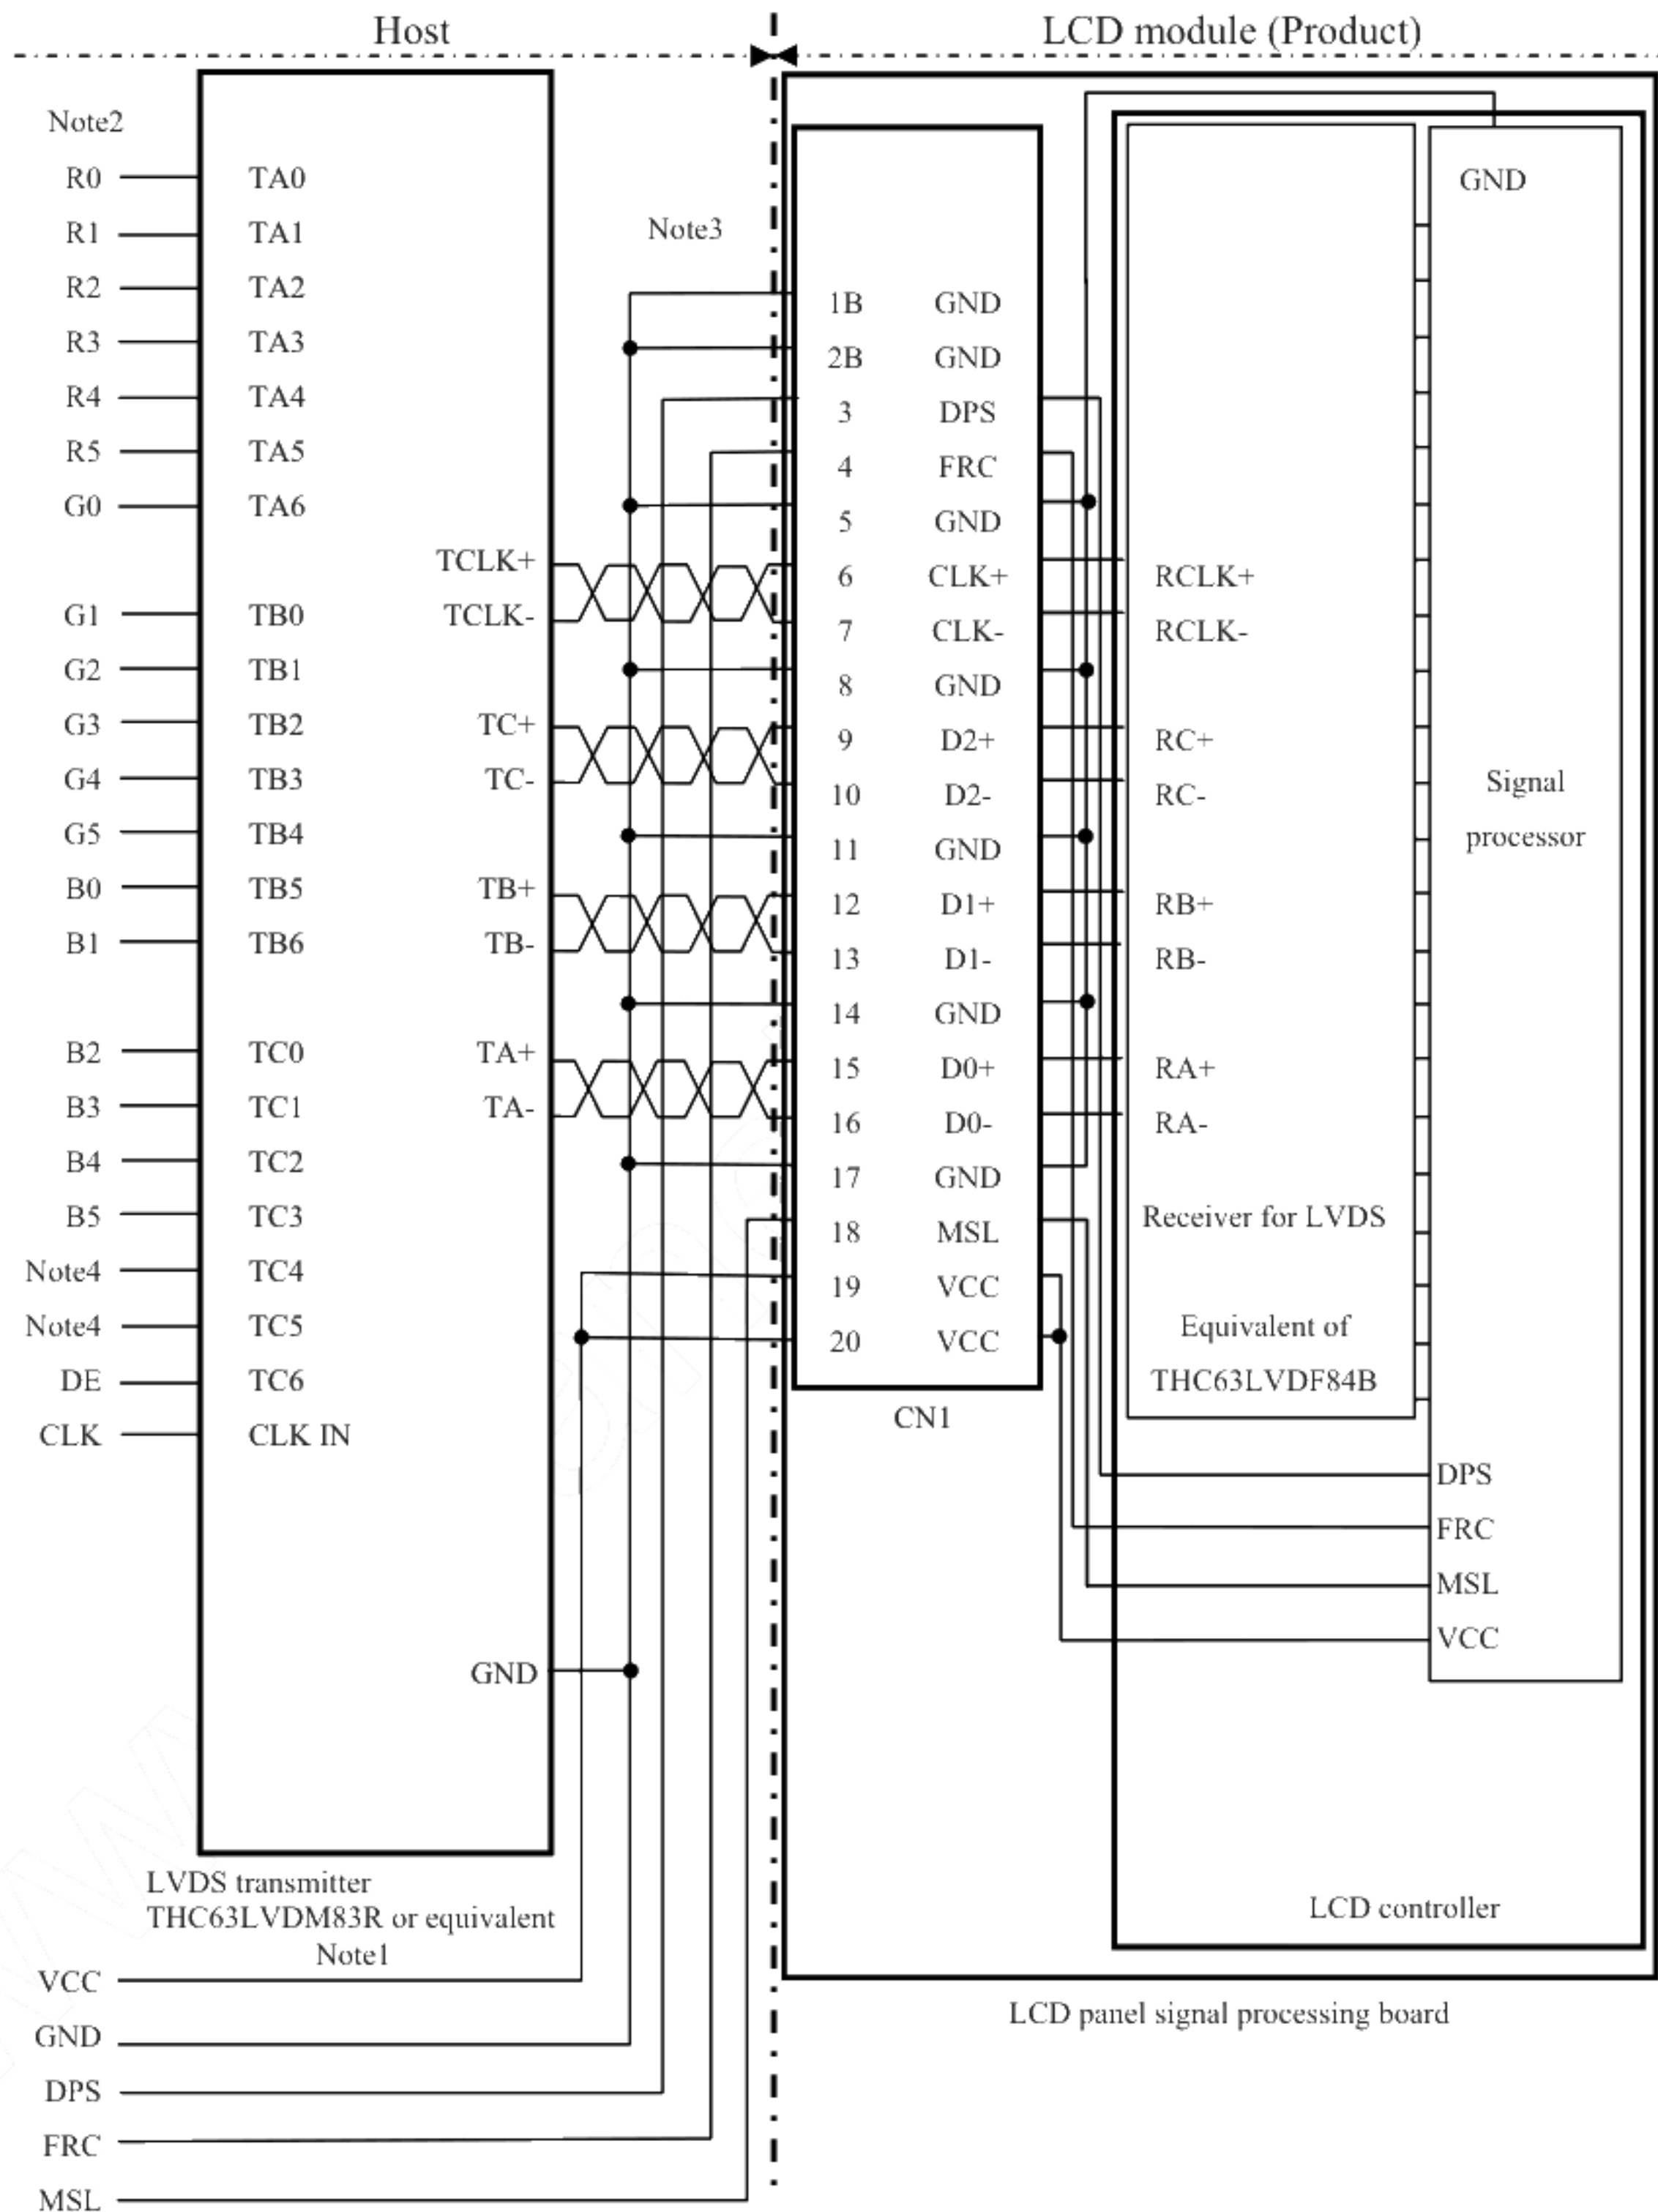 Host LCD module (Product)
Note2
R0 TA0 GND
R1 TA1 Note3
R2 TA2 1B GND
R3 TA3 2B GND
R4 TA4 3 DPS
R5 TA5 4 FRC
G0 TA6 5 GND
TCLK+ 6 CLK+ RCLK+
G1 TB0 TCLK- 7 CLK- RCLK-
G2 TB1 8 GND
G3 TB2 TC+ 9 D2+ RC+
G4 TB3 TC- 10 D2- RC- Signal
G5 TB4 11 GND processor
B0 TB5 TB+ 12 D1+ RB+
B1 TB6 TB- 13 D1- RB-
14 GND
B2 TC0 TA+ 15 D0+ RA+
B3 TC1 TA- 16 D0- RA-
B4 TC2 17 GND
B5 TC3 18 MSL Receiver for LVDS
Note4 TC4 19 VCC
Note4 TC5 20 VCC Equivalent of
DE TC6 THC63LVDF84B
CLK CLK IN CN1
DPS
FRC
MSL
VCC
GND
LVDS transmitter
THC63LVDM83R or equivalent
Note1
LCD controller
VCC
LCD panel signal processing board
GND
DPS
FRC
MSL